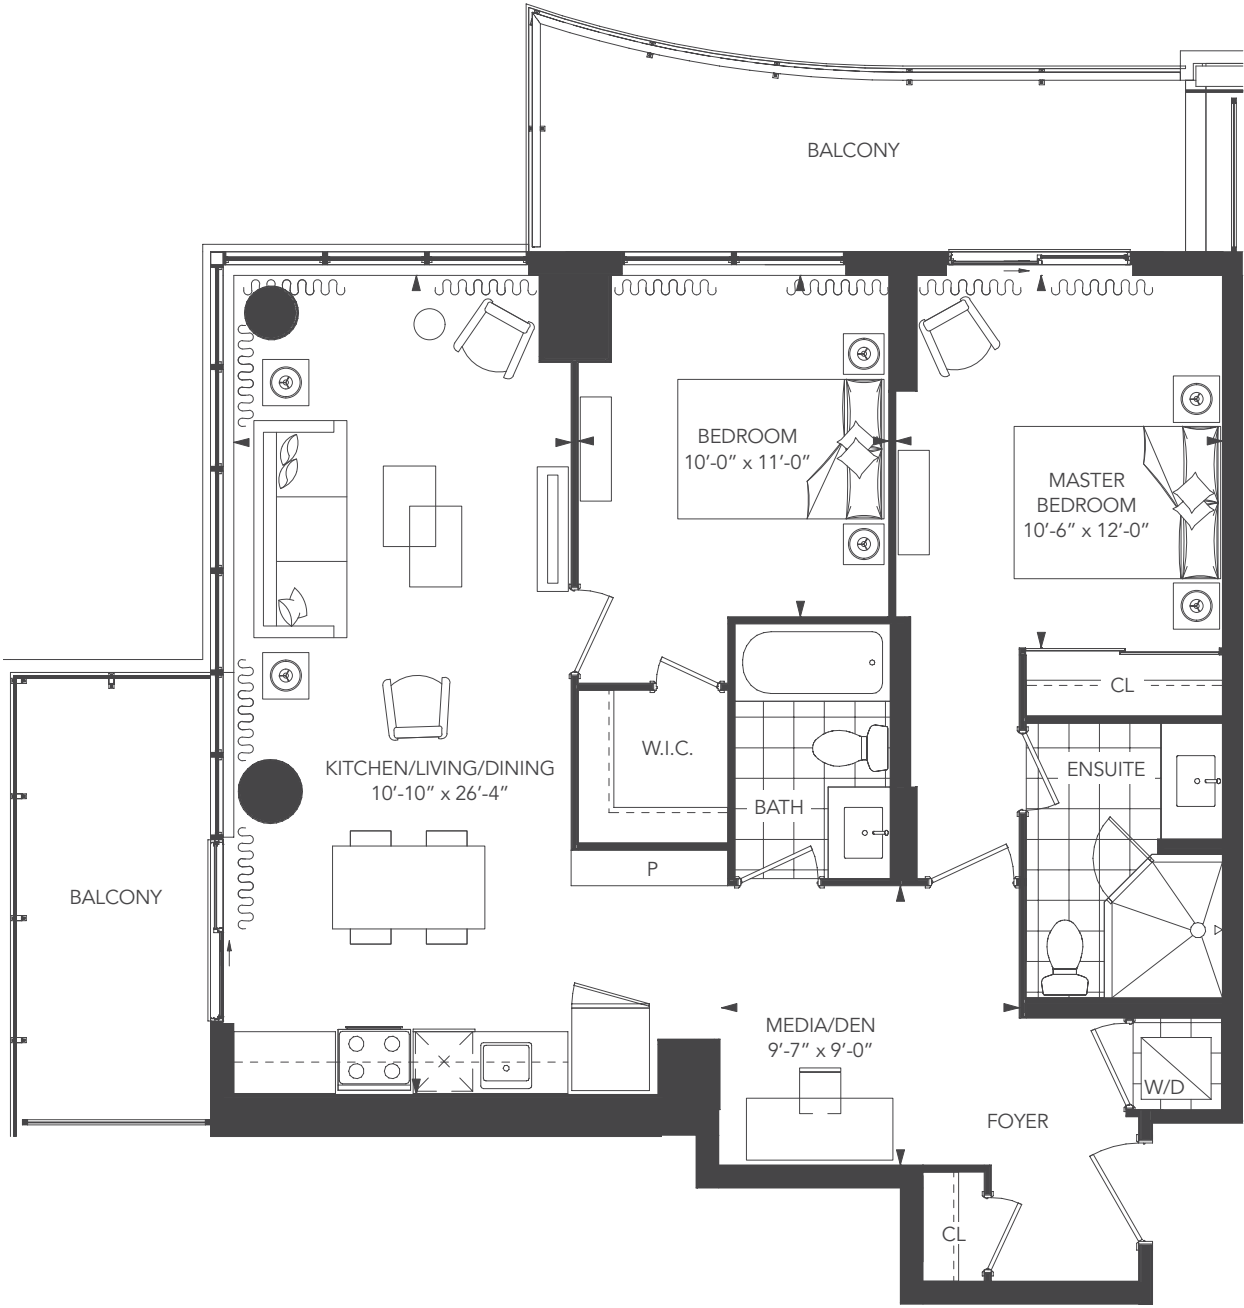 BALCONY
BEDROOM
10'-0" x 11'-0"
MASTER
BEDROOM
10'-6" x 12'-0"
CL
W.I.C.
KITCHEN/LIVING/DINING
10'-10" x 26'-4"
ENSUITE
BATH
P
BALCONY
MEDIA/DEN
9'-7" x 9'-0"
W/D
FOYER
CL